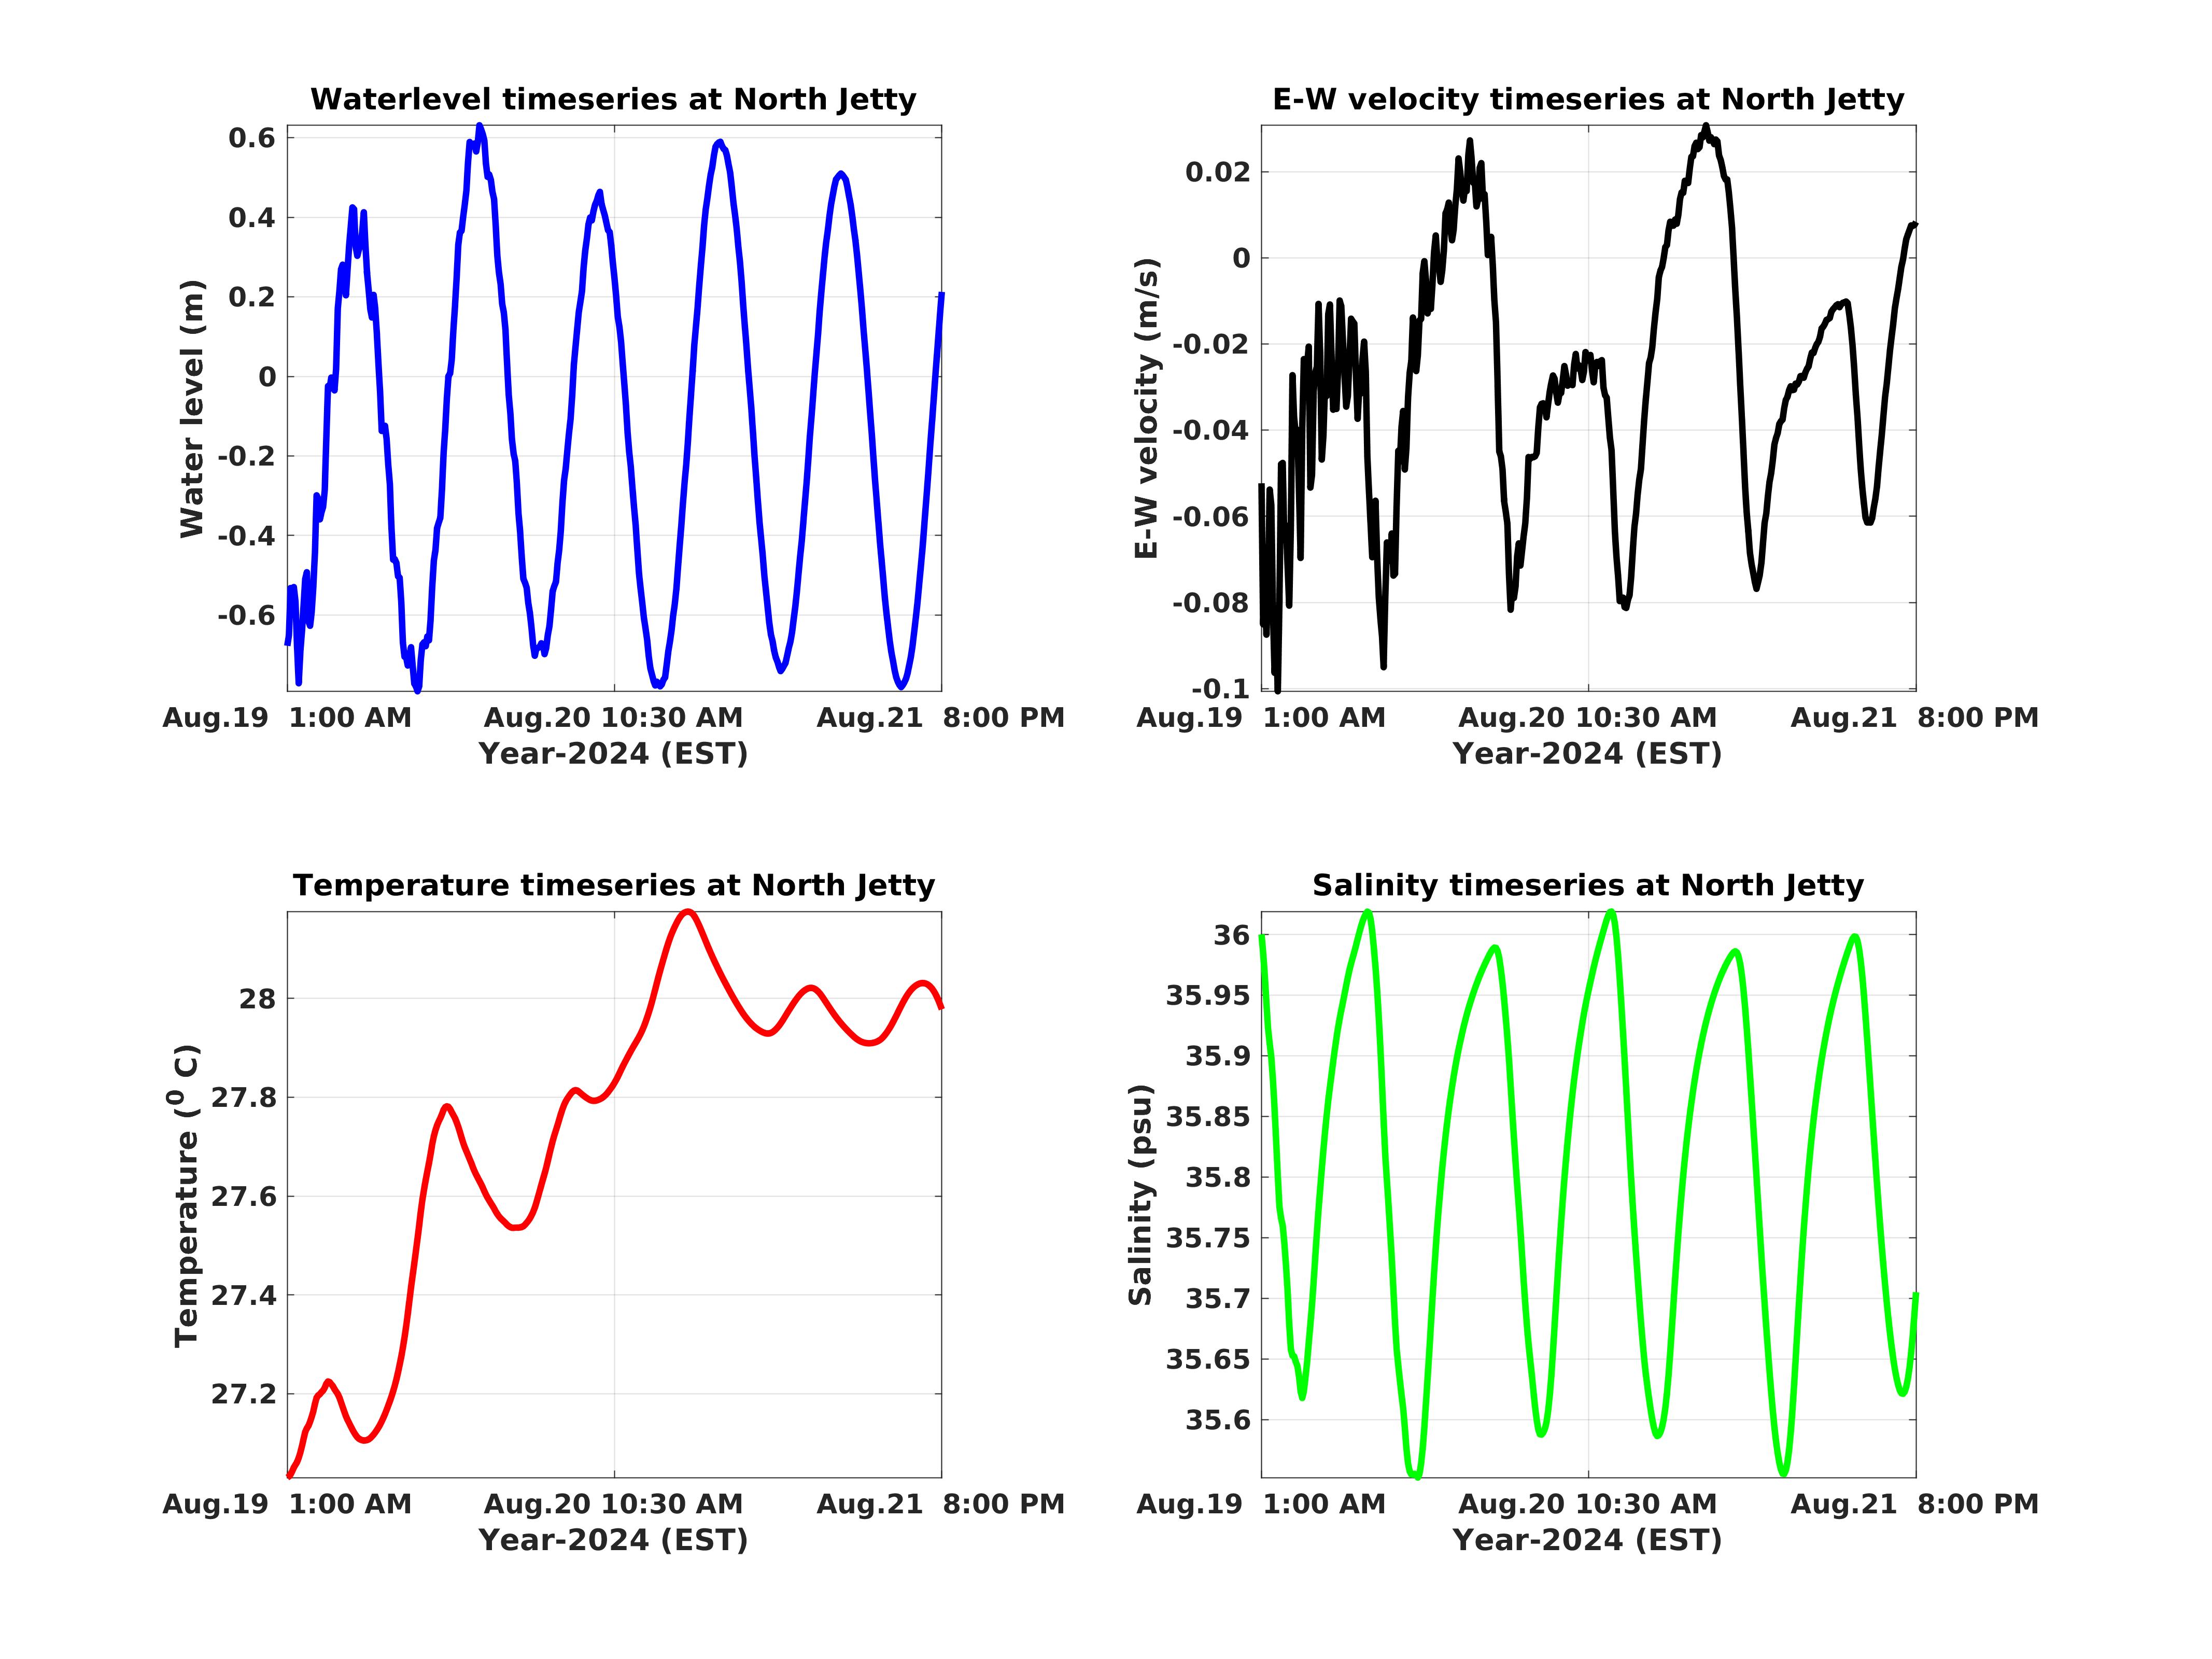 Waterlevel timeseries at North Jetty
Water level (m)
0.6
0.4
0.2
0
-0.2
-0.4
-0.6
Aug.19 1:00 AM Aug.20 10:30 AM Aug.21 8:00 PM
Year-2024 (EST)
E-W velocity timeseries at North Jetty
E-W velocity (m/s)
0.02
0
-0.02
-0.04
-0.06
-0.08
-0.1
Aug.19 1:00 AM Aug.20 10:30 AM Aug.21 8:00 PM
Year-2024 (EST)
Temperature timeseries at North Jetty
Temperature (⁰ C)
28
27.8
27.6
27.4
27.2
Aug.19 1:00 AM Aug.20 10:30 AM Aug.21 8:00 PM
Year-2024 (EST)
Salinity timeseries at North Jetty
Salinity (psu)
36
35.95
35.9
35.85
35.8
35.75
35.7
35.65
35.6
Aug.19 1:00 AM Aug.20 10:30 AM Aug.21 8:00 PM
Year-2024 (EST)